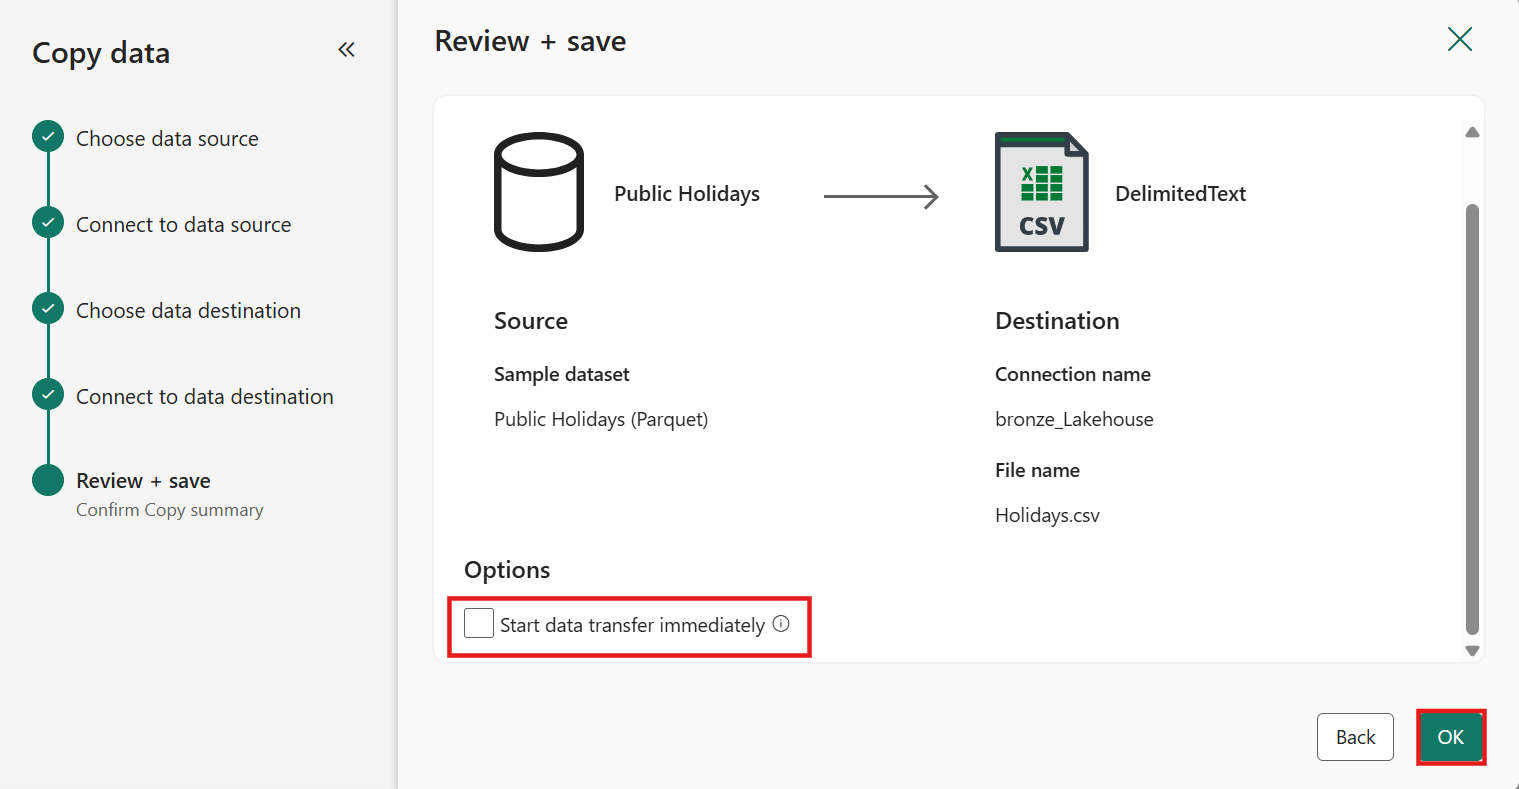 Copy data
Choose data source
Connect to data source
Choose data destination
Connect to data destination
Review + save
Confirm Copy summary
Review + save
Public Holidays
X
CSV
DelimitedText
Source
Sample dataset
Public Holidays (Parquet)
Destination
Connection name
bronze_Lakehouse
File name
Holidays.csv
Options
Start data transfer immediately
Back
OK